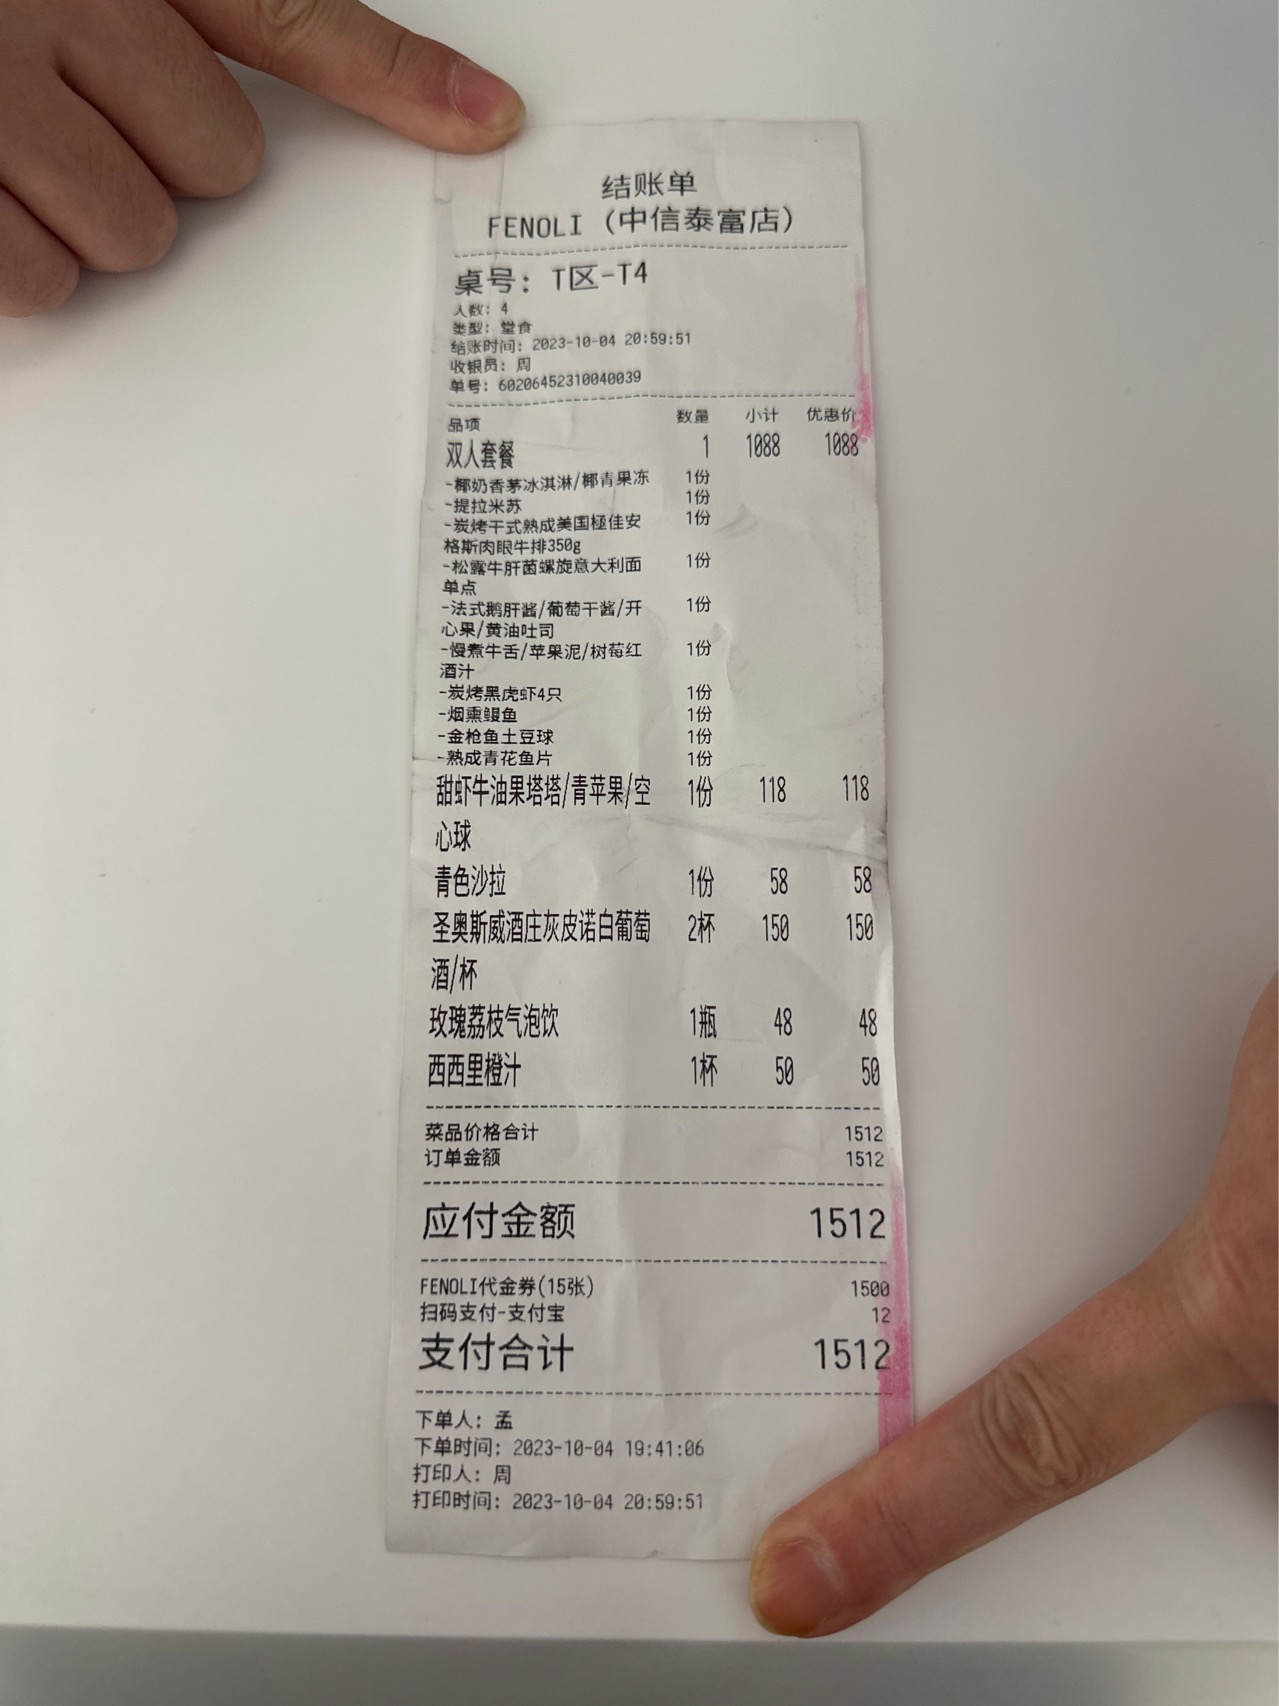 结账单
FENOLI (中信泰富店)
桌号: T区-T4
人数: 4
类型: 堂食
结账时间: 2023-10-04 20:59:51
收银员: 周
单号: 60206452310040039
品项 数量 小计 优惠价
双人套餐 1 1088 1088
-椰奶香茅冰淇淋/椰青果冻 1份
-提拉米苏 1份
-炭烤干式熟成美国極佳安 1份
格斯肉眼牛排350g
-松露牛肝菌螺旋意大利面 1份
单点
-法式鹅肝酱/葡萄干酱/开 1份
心果/黄油吐司
-慢煮牛舌/苹果泥/树莓红 1份
酒汁
-炭烤黑虎虾4只 1份
-烟熏鳗鱼 1份
-金枪鱼土豆球 1份
-熟成青花鱼片 1份
甜虾牛油果塔塔/青苹果/空 1份 118 118
心球
青色沙拉 1份 58 58
圣奥斯威酒庄灰皮诺白葡萄 2杯 150 150
酒/杯
玫瑰荔枝气泡饮 1瓶 48 48
西西里橙汁 1杯 50 50
菜品价格合计 1512
订单金额 1512
应付金额 1512
FENOLI代金券(15张) 1500
扫码支付-支付宝 12
支付合计 1512
下单人: 孟
下单时间: 2023-10-04 19:41:06
打印人: 周
打印时间: 2023-10-04 20:59:51